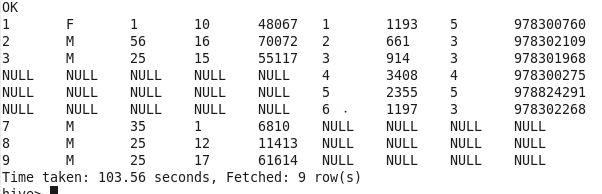 OK
1 F 1 10 48067 1 1193 5 978300760
2 M 56 16 70072 2 661 3 978302109
3 M 25 15 55117 3 914 3 978301968
NULL NULL NULL NULL NULL 4 3408 4 978300275
NULL NULL NULL NULL NULL 5 2355 5 978824291
NULL NULL NULL NULL NULL 6 1197 3 978302268
7 M 35 1 6810 NULL NULL NULL NULL
8 M 25 12 11413 NULL NULL NULL NULL
9 M 25 17 61614 NULL NULL NULL NULL
Time taken: 103.56 seconds, Fetched: 9 row(s)
hive>